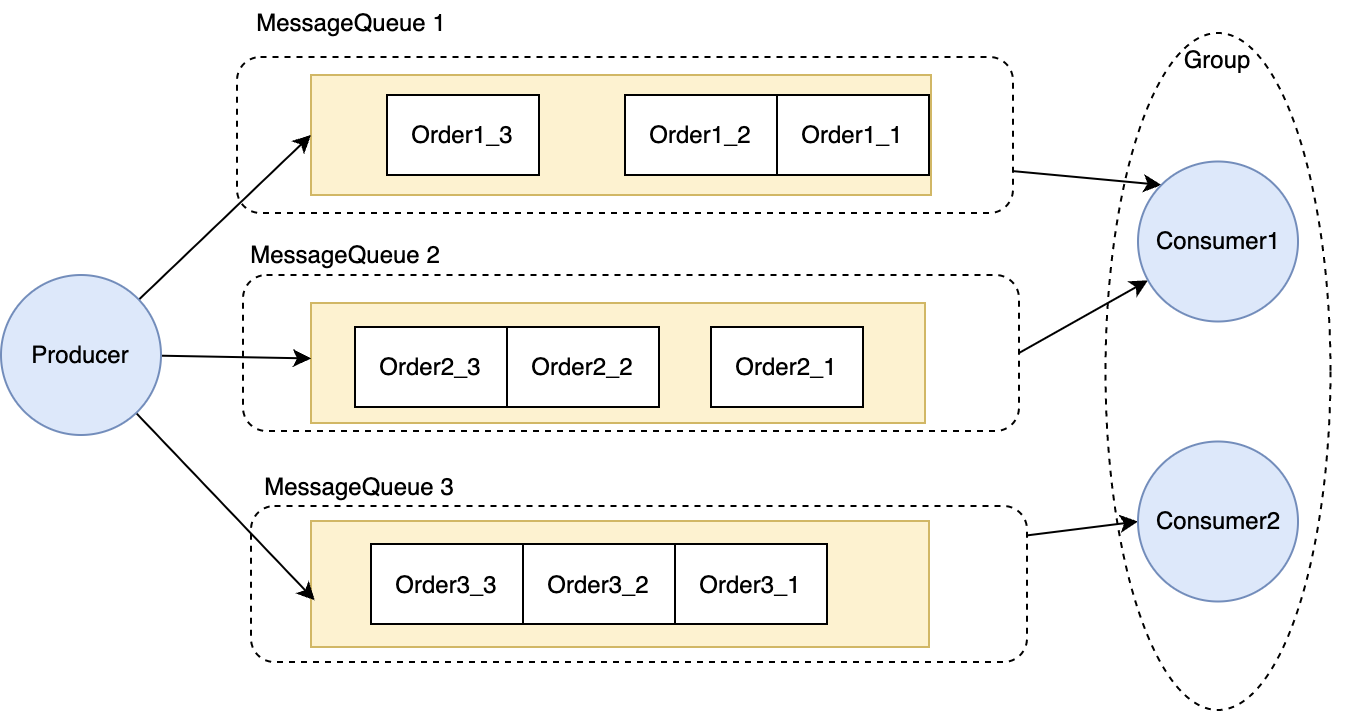 MessageQueue 1
Group
Order1_3
Order1_2
Order1_1
Consumer1
MessageQueue 2
Producer
Order2_3
Order2_2
Order2_1
MessageQueue 3
Consumer2
Order3_3
Order3_2
Order3_1